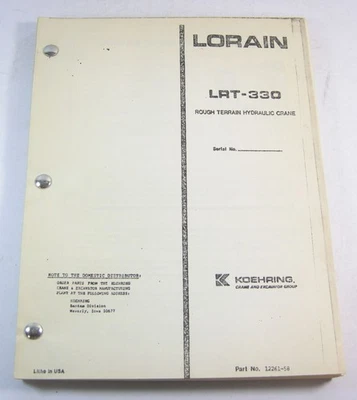 LORAIN
LRT-330
ROUGH TERRAIN HYDRAULIC CRANE
Serial No.
KOEHRING
CRANE AND EXCAVATOR GROUP
NOTE TO THE DOMESTIC DISTRIBUTOR:
ORDER PARTS FROM THE
CRANE & EXCAVATOR MANUFACTURING
PLANT AT THE FOLLOWING ADDRESS:
KOEHRING
Division
Waverly, Iowa 50677
Litho in USA
Part No.